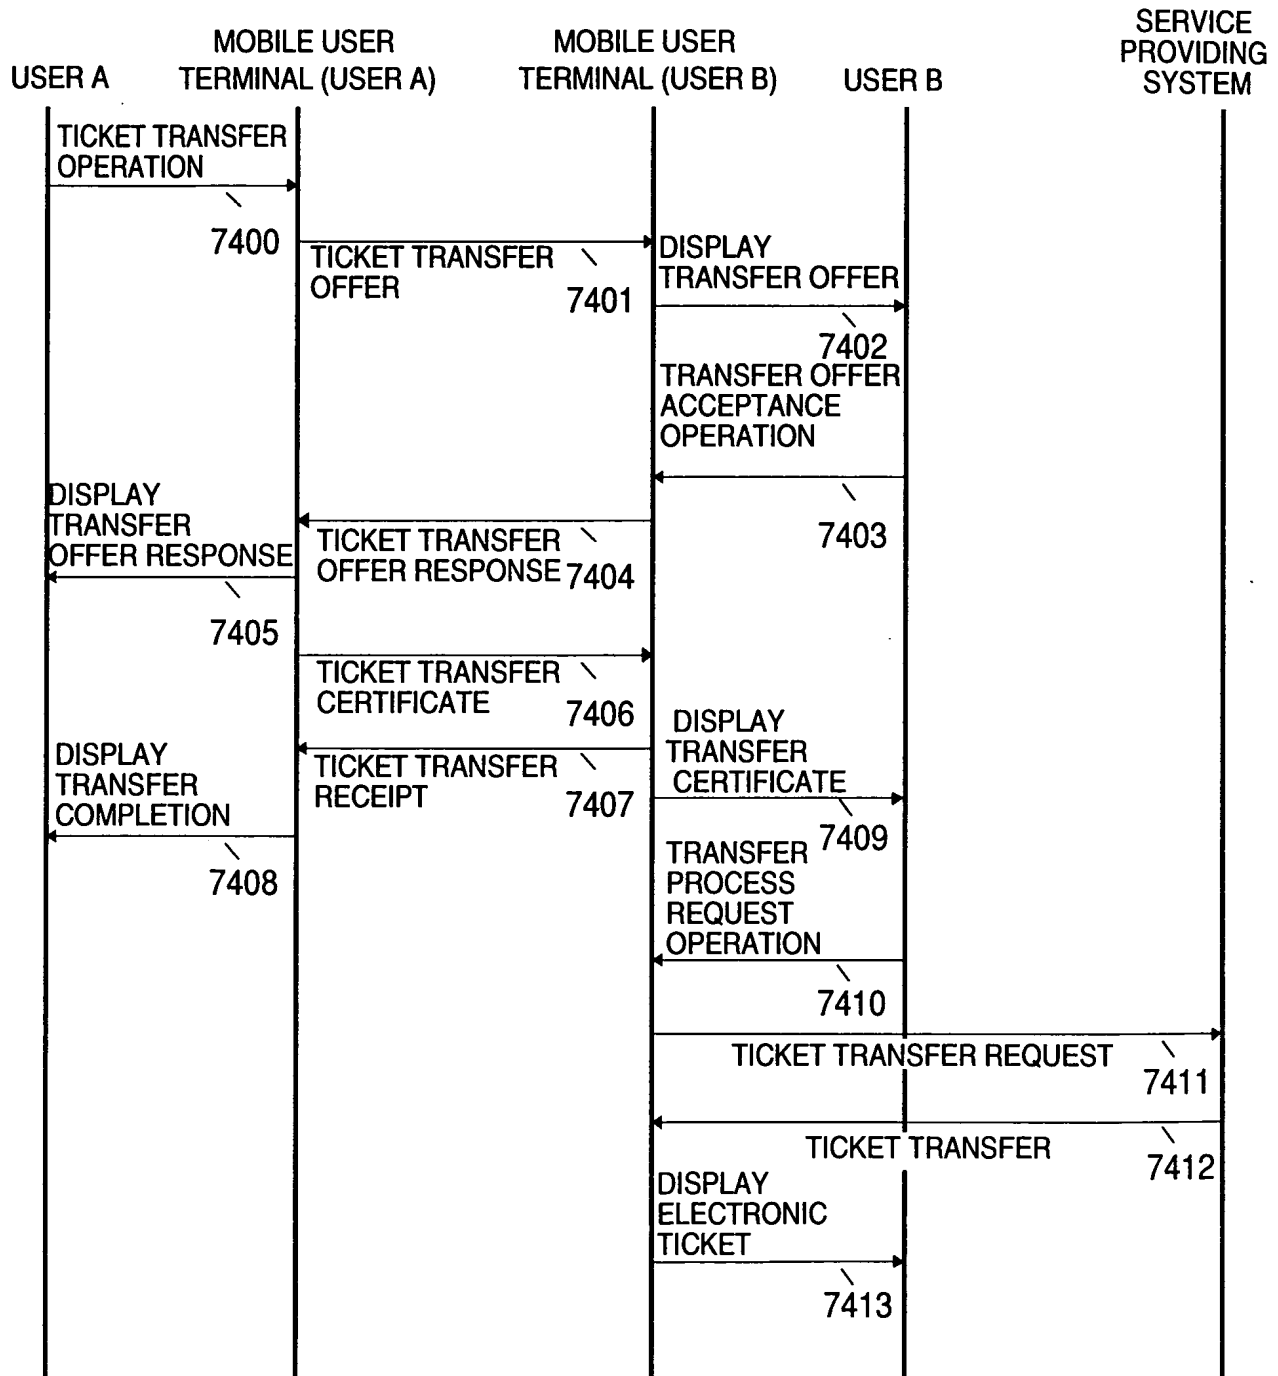 SERVICE
PROVIDING
SYSTEM
MOBILE USER
TERMINAL (USER A)
MOBILE USER
TERMINAL (USER B)
USER A
USER B
TICKET TRANSFER
OPERATION
7400
TICKET TRANSFER
OFFER
7401
DISPLAY
TRANSFER OFFER
7402
TRANSFER OFFER
ACCEPTANCE
OPERATION
7403
TICKET TRANSFER
OFFER RESPONSE
7404
DISPLAY
TRANSFER
OFFER RESPONSE
7405
TICKET TRANSFER
CERTIFICATE
7406
TICKET TRANSFER
RECEIPT
7407
DISPLAY
TRANSFER
COMPLETION
7408
DISPLAY
TRANSFER
CERTIFICATE
7409
TRANSFER
PROCESS
REQUEST
OPERATION
7410
TICKET TRANSFER REQUEST
7411
TICKET TRANSFER
7412
DISPLAY
ELECTRONIC
TICKET
7413